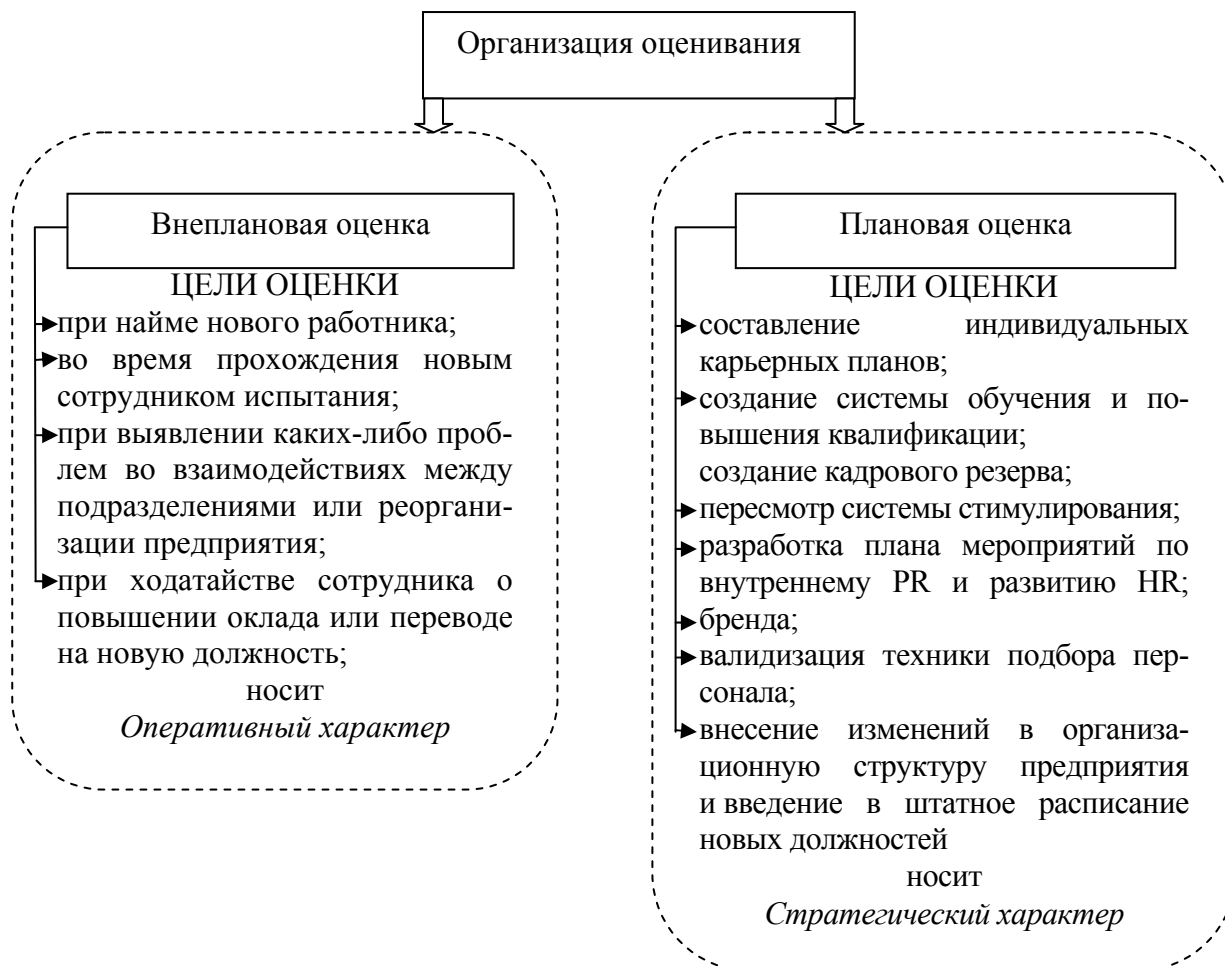 Организация оценивания
Внеплановая оценка
ЦЕЛИ ОЦЕНКИ
при найме нового работника;
во время прохождения новым
сотрудником испытания;
при выявлении каких-либо проб-
лем во взаимодействиях между
подразделениями или реоргани-
зации предприятия;
при ходатайстве сотрудника о
повышении оклада или переводе
на новую должность;
носит
Оперативный характер
Плановая оценка
ЦЕЛИ ОЦЕНКИ
составление индивидуальных
карьерных планов;
создание системы обучения и по-
вышения квалификации;
создание кадрового резерва;
пересмотр системы стимулирования;
разработка плана мероприятий по
внутреннему PR и развитию HR;
бренда;
валидизация техники подбора пер-
сонала;
внесение изменений в организа-
ционную структуру предприятия
и введение в штатное расписание
новых должностей
носит
Стратегический характер